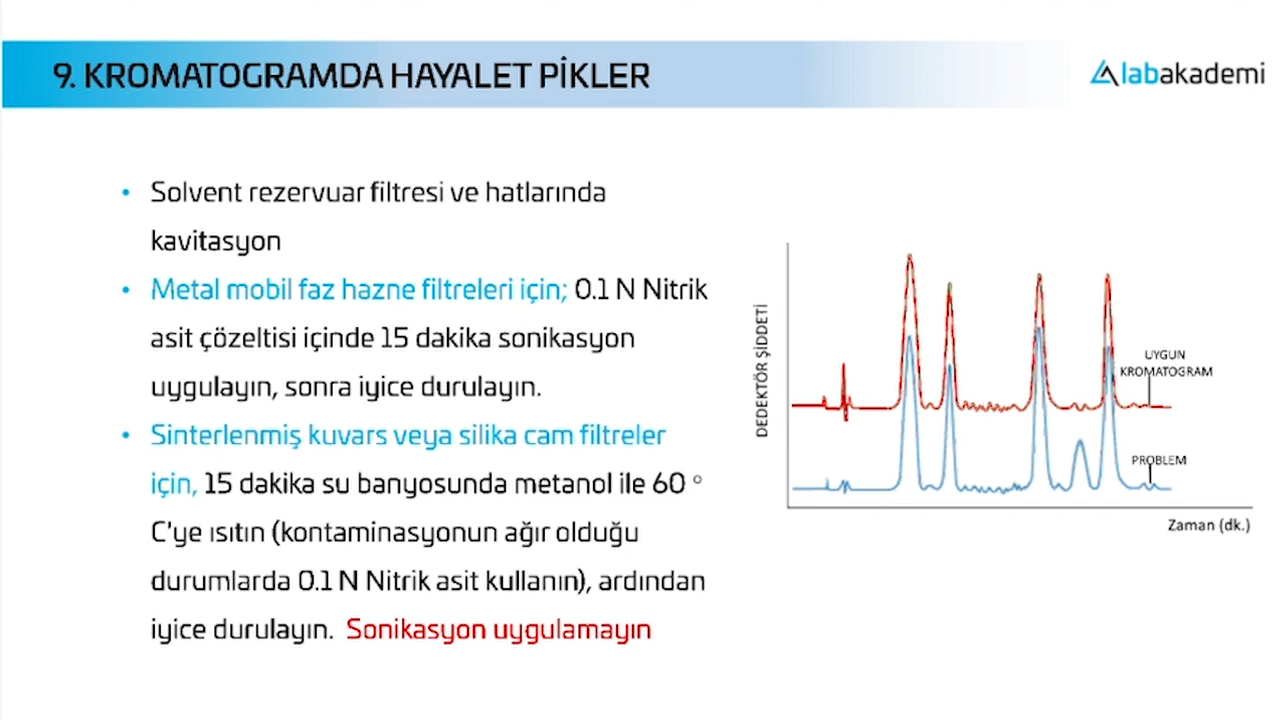 9. KROMATOGRAMDA HAYALET PİKLER
labakademi
• Solvent rezervuar filtresi ve hatlarında
kavitasyon
• Metal mobil faz hazne filtreleri için; 0.1 N Nitrik
asit çözeltisi içinde 15 dakika sonikasyon
uygulayın, sonra iyice durulayın.
• Sinterlenmiş kuvars veya silika cam filtreler
için, 15 dakika su banyosunda metanol ile 60 °
C'ye ısıtın (kontaminasyonun ağır olduğu
durumlarda 0.1 N Nitrik asit kullanın), ardından
iyice durulayın. Sonikasyon uygulamayın
DEDEKTÖR ŞİDDETİ
UYGUN
KROMATOGRAM
PROBLEM
Zaman (dk.)